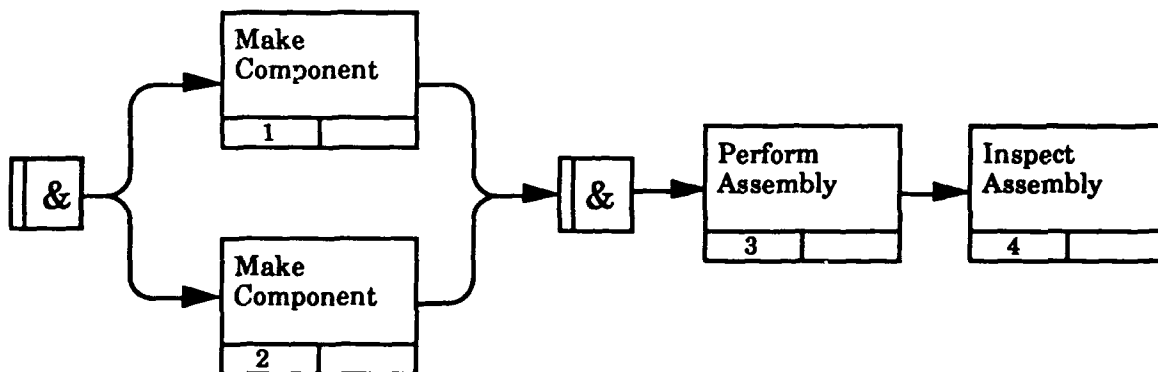 Make
Component
1
&
Make
Component
2
&
Perform
Assembly
3
Inspect
Assembly
4